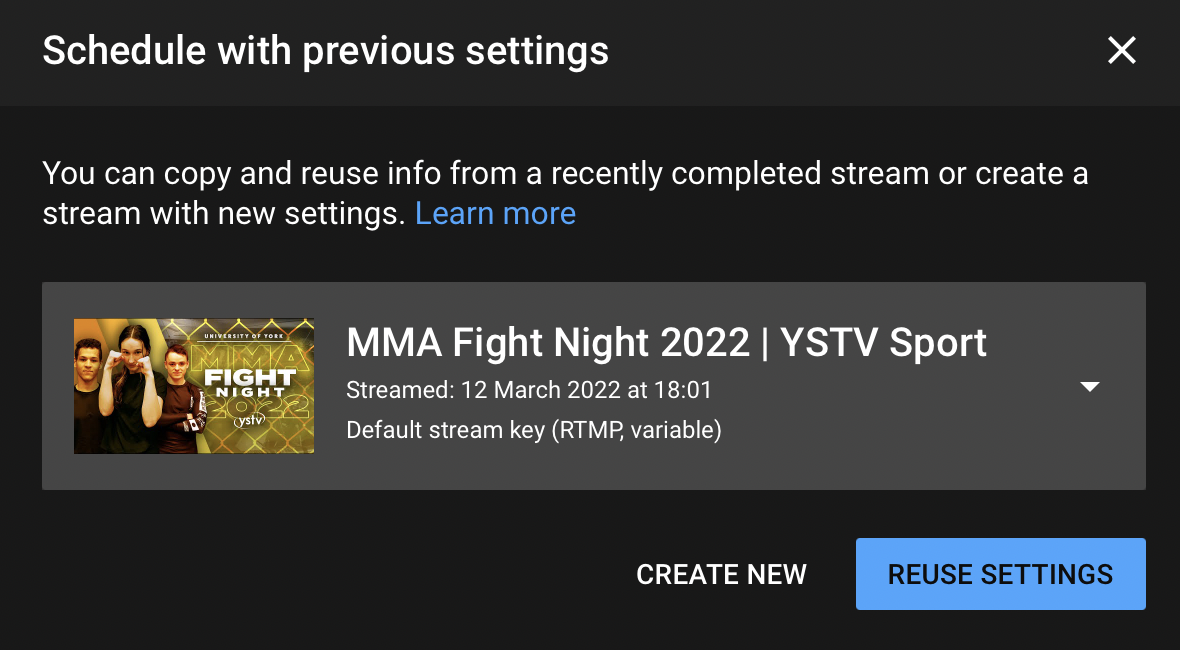 Schedule with previous settings
You can copy and reuse info from a recently completed stream or create a
stream with new settings. Learn more
UNIVERSITY OF YORK
MMA
FIGHT
NIGHT
2022
ystv
MMA Fight Night 2022 | YSTV Sport
Streamed: 12 March 2022 at 18:01
Default stream key (RTMP, variable)
CREATE NEW
REUSE SETTINGS